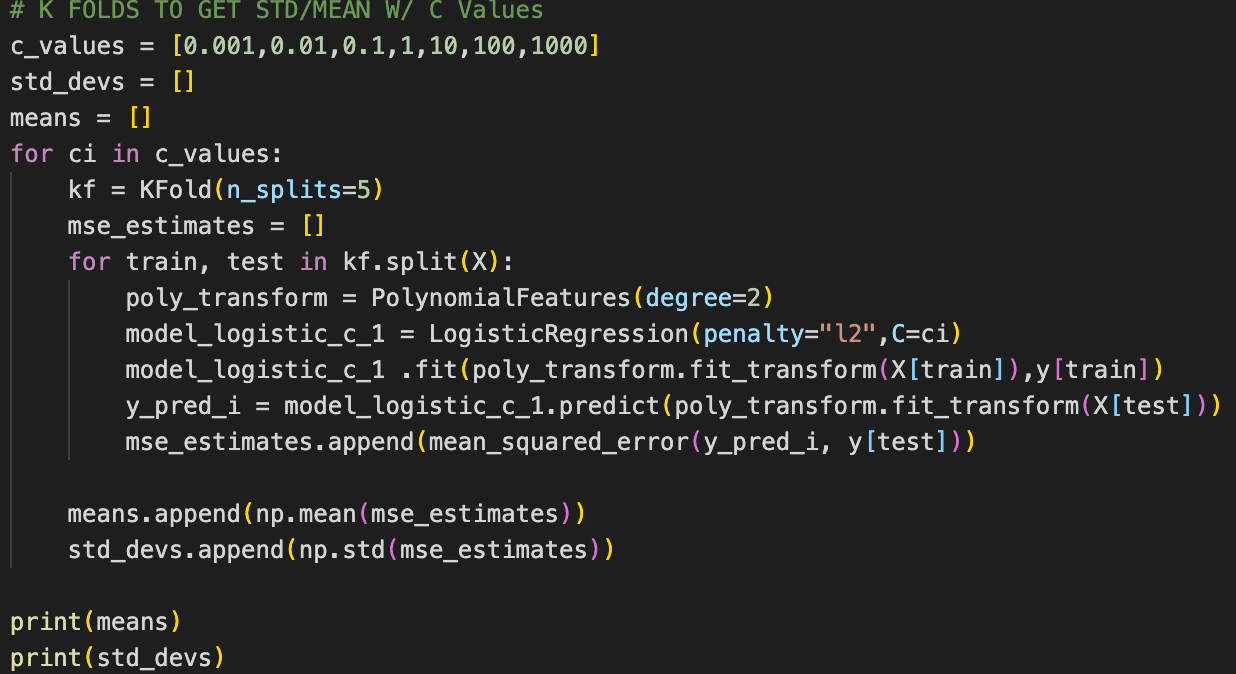 # K FOLDS TO GET STD/MEAN W/ C Values
c_values = [0.001,0.01,0.1,1,10,100,1000]
std_devs = []
means = []
for ci in c_values:
    kf = KFold(n_splits=5)
    mse_estimates = []
    for train, test in kf.split(X):
        poly_transform = PolynomialFeatures(degree=2)
        model_logistic_c_1 = LogisticRegression(penalty="l2",C=ci)
        model_logistic_c_1 .fit(poly_transform.fit_transform(X[train]),y[train])
        y_pred_i = model_logistic_c_1.predict(poly_transform.fit_transform(X[test]))
        mse_estimates.append(mean_squared_error(y_pred_i, y[test]))
    means.append(np.mean(mse_estimates))
    std_devs.append(np.std(mse_estimates))
print(means)
print(std_devs)